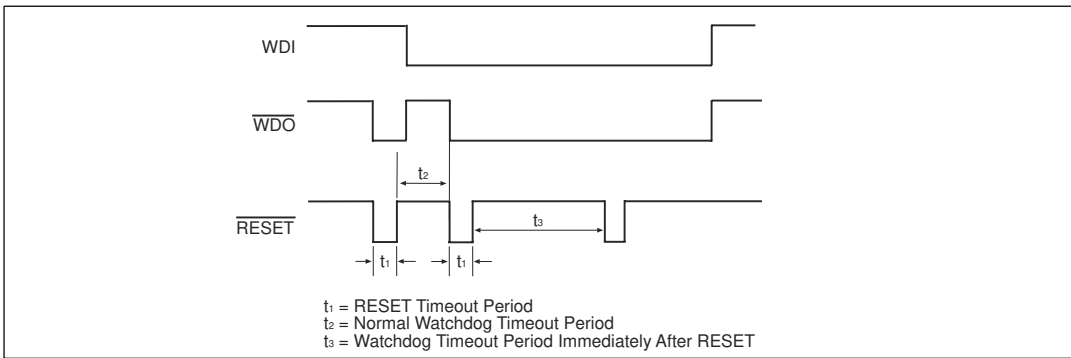 WDI
WDO
t₂
RESET
t₃
t₁ t₁
t₁ = RESET Timeout Period
t₂ = Normal Watchdog Timeout Period
t₃ = Watchdog Timeout Period Immediately After RESET